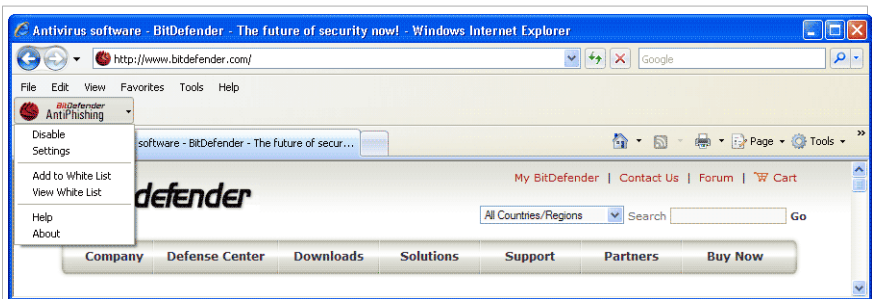 Antivirus software - BitDefender - The future of security now! - Windows Internet Explorer
http://www.bitdefender.com/
Google
File Edit View Favorites Tools Help
BitDefender
AntiPhishing
Disable
Settings
Add to White List
View White List
Help
About
software - BitDefender - The future of secur...
Page Tools »
My BitDefender | Contact Us | Forum | Cart
defender
All Countries/Regions Search Go
Company Defense Center Downloads Solutions Support Partners Buy Now